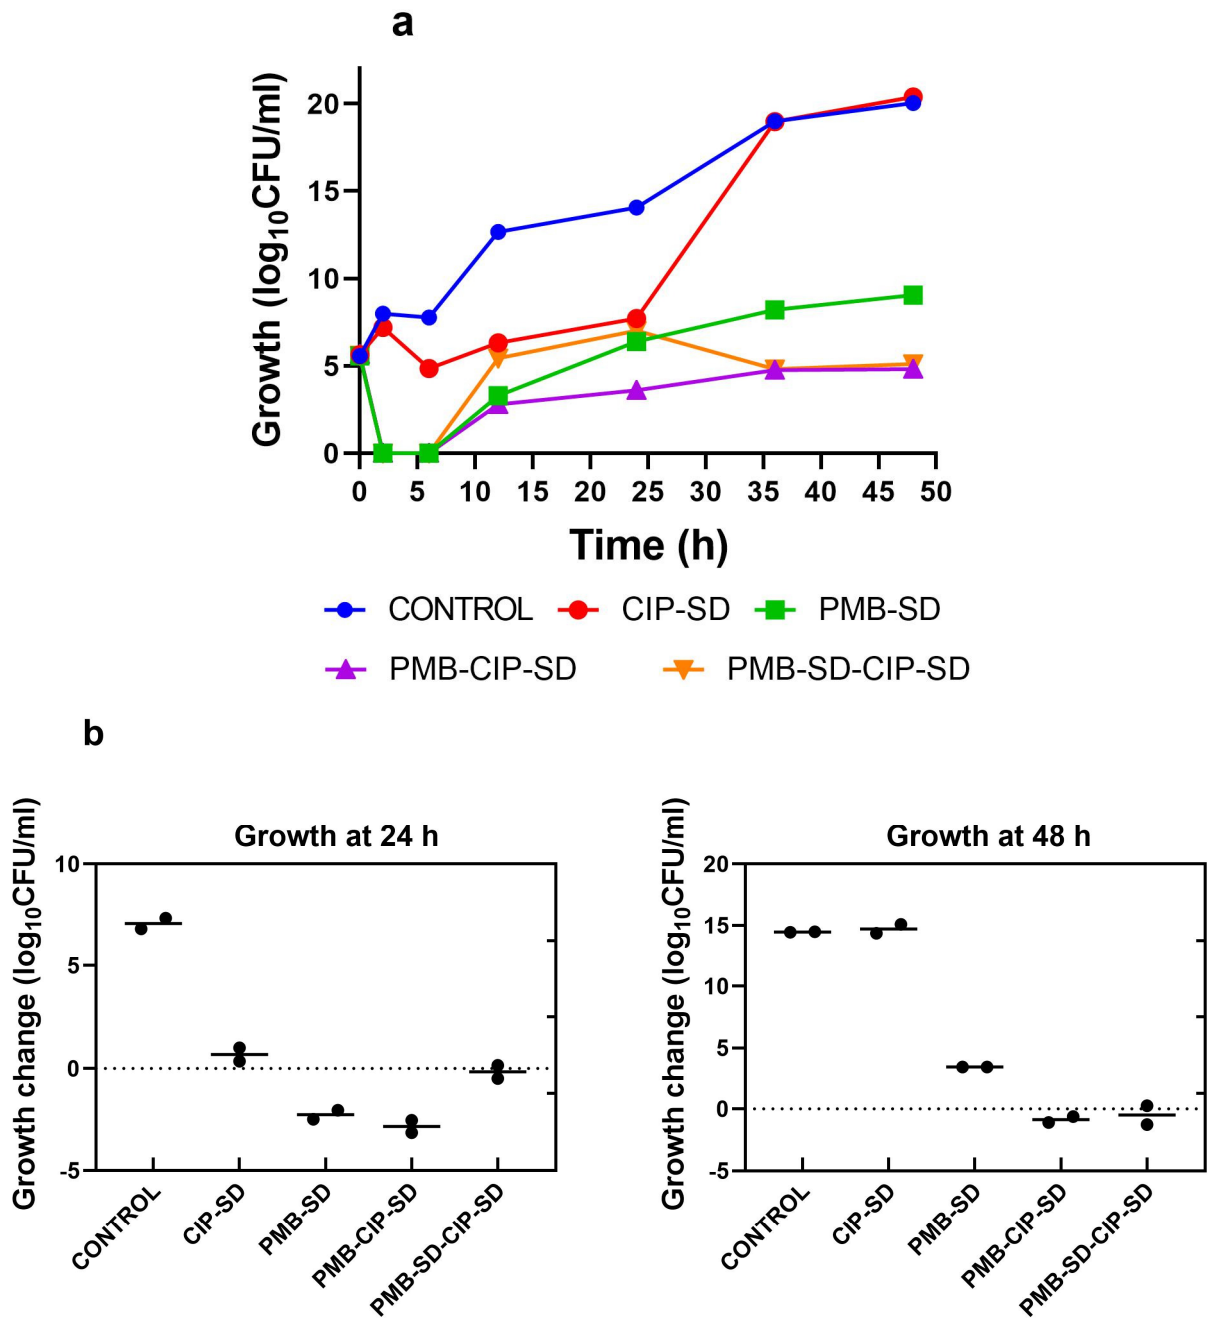 a
Growth (log₁₀CFU/ml)
20
15
10
5
0
0 5 10 15 20 25 30 35 40 45 50
Time (h)
CONTROL CIP-SD PMB-SD
PMB-CIP-SD PMB-SD-CIP-SD
b
Growth at 24 h
Growth change (log₁₀CFU/ml)
10
5
0
-5
CONTROL
CIP-SD
PMB-SD
PMB-CIP-SD
PMB-SD-CIP-SD
Growth at 48 h
Growth change (log₁₀CFU/ml)
20
15
10
5
0
-5
CONTROL
CIP-SD
PMB-SD
PMB-CIP-SD
PMB-SD-CIP-SD